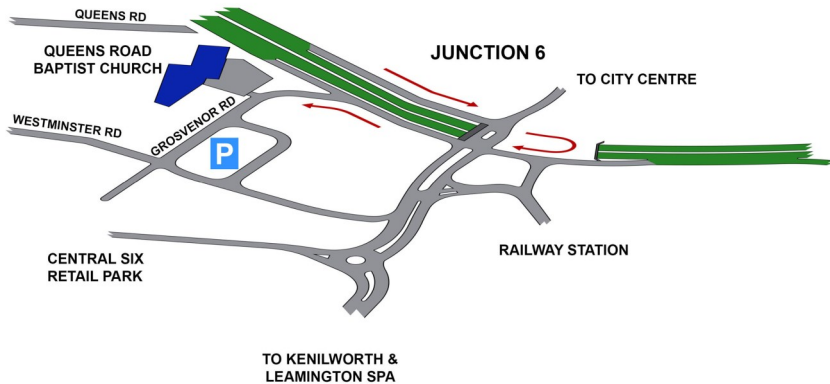 QUEENS RD
QUEENS ROAD
BAPTIST CHURCH
JUNCTION 6
TO CITY CENTRE
WESTMINSTER RD
GROSVENOR RD
P
RAILWAY STATION
CENTRAL SIX
RETAIL PARK
TO KENILWORTH &
LEAMINGTON SPA